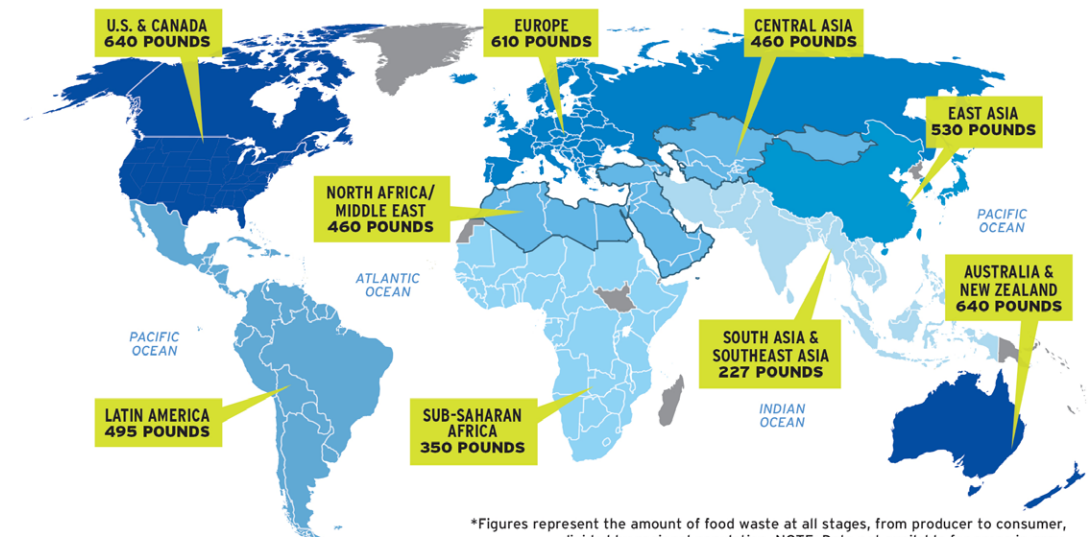 U.S. & CANADA
640 POUNDS
EUROPE
610 POUNDS
CENTRAL ASIA
460 POUNDS
EAST ASIA
530 POUNDS
NORTH AFRICA/
MIDDLE EAST
460 POUNDS
PACIFIC
OCEAN
ATLANTIC
OCEAN
AUSTRALIA &
NEW ZEALAND
640 POUNDS
PACIFIC
OCEAN
SOUTH ASIA &
SOUTHEAST ASIA
227 POUNDS
LATIN AMERICA
495 POUNDS
SUB-SAHARAN
AFRICA
350 POUNDS
INDIAN
OCEAN
*Figures represent the amount of food waste at all stages, from producer to consumer,